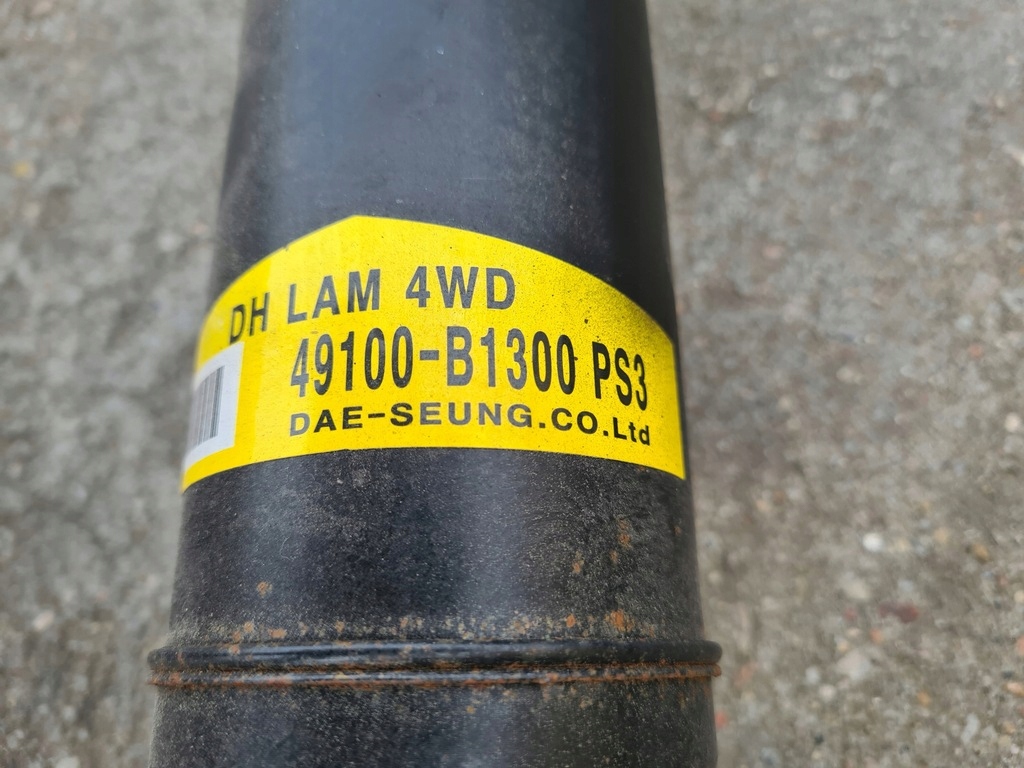 DH LAM 4WD
49100-B1300 PS3
DAE-SEUNG.CO.Ltd